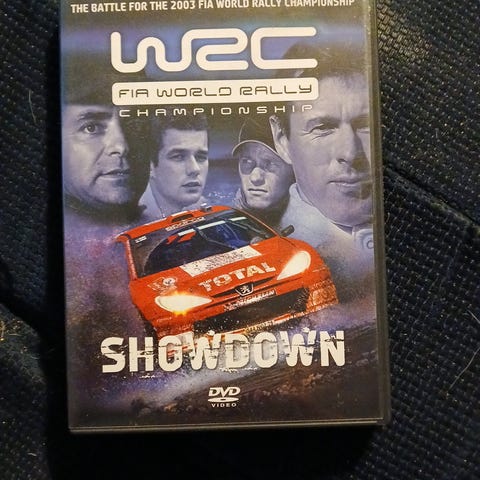 THE BATTLE FOR THE 2003 FIA WORLD RALLY CHAMPIONSHIP
WRC
FIA WORLD RALLY
CHAMPIONSHIP
TOTAL
SHOWDOWN
DVD
VIDEO